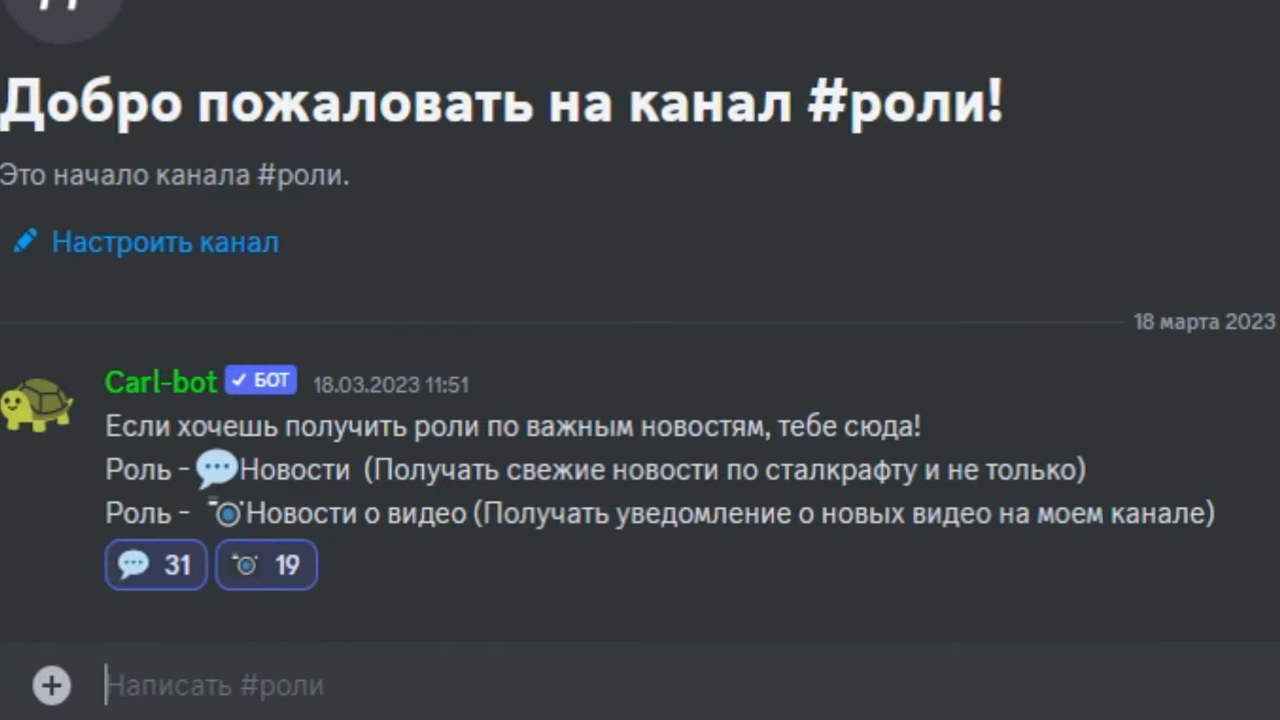 Добро пожаловать на канал #роли!
Это начало канала #роли.
Настроить канал
18 марта 2023
Carl-bot ✓ БОТ 18.03.2023 11:51
Если хочешь получить роли по важным новостям, тебе сюда!
Роль - 💬Новости (Получать свежие новости по сталкрафту и не только)
Роль - 📷Новости о видео (Получать уведомление о новых видео на моем канале)
💬 31 📷 19
Написать #роли